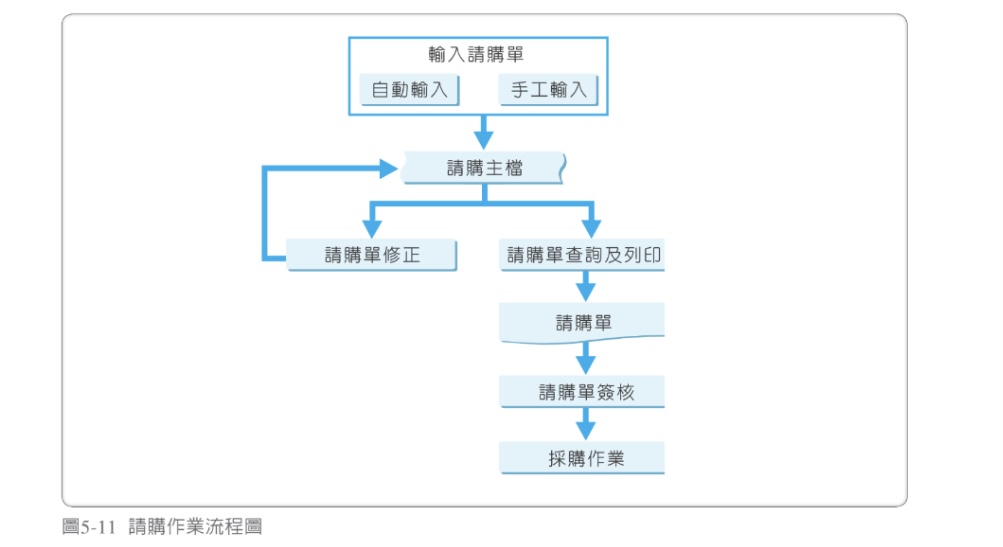 輸入請購單
自動輸入 手工輸入
請購主檔
請購單修正 請購單查詢及列印
請購單
請購單簽核
採購作業
圖5-11 請購作業流程圖